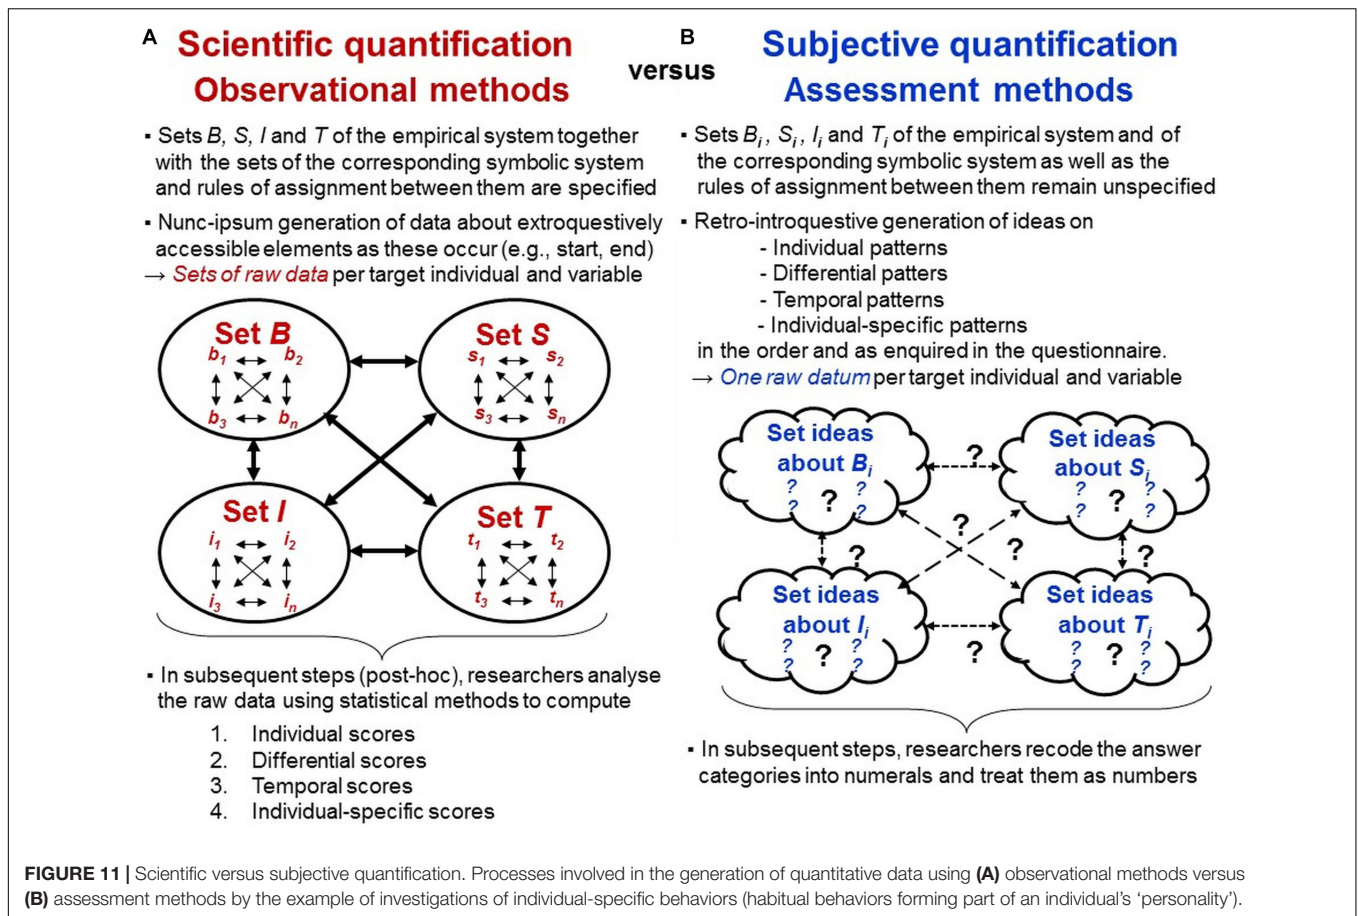 A Scientific quantification
Observational methods
versus
B Subjective quantification
Assessment methods
▪ Sets B, S, I and T of the empirical system together
with the sets of the corresponding symbolic system
and rules of assignment between them are specified
▪ Nunc-ipsum generation of data about extroquestively
accessible elements as these occur (e.g., start, end)
→ Sets of raw data per target individual and variable
Set B
b1 b2
b3 bn
Set S
s1 s2
s3 sn
Set I
i1 i2
i3 in
Set T
t1 t2
t3 tn
▪ In subsequent steps (post-hoc), researchers analyse
the raw data using statistical methods to compute
1. Individual scores
2. Differential scores
3. Temporal scores
4. Individual-specific scores
▪ Sets Bi, Si, Ii and Ti of the empirical system and of
the corresponding symbolic system as well as the
rules of assignment between them remain unspecified
▪ Retro-introquestive generation of ideas on
- Individual patterns
- Differential patters
- Temporal patterns
- Individual-specific patterns
in the order and as enquired in the questionnaire.
→ One raw datum per target individual and variable
Set ideas
about Bi
? ? ?
? ?
?
Set ideas
about Si
? ? ?
? ?
? ?
? ?
Set ideas
about Ii
? ? ?
? ?
?
Set ideas
about Ti
? ? ?
? ?
▪ In subsequent steps, researchers recode the answer
categories into numerals and treat them as numbers
FIGURE 11 | Scientific versus subjective quantification. Processes involved in the generation of quantitative data using (A) observational methods versus
(B) assessment methods by the example of investigations of individual-specific behaviors (habitual behaviors forming part of an individual's ‘personality’).